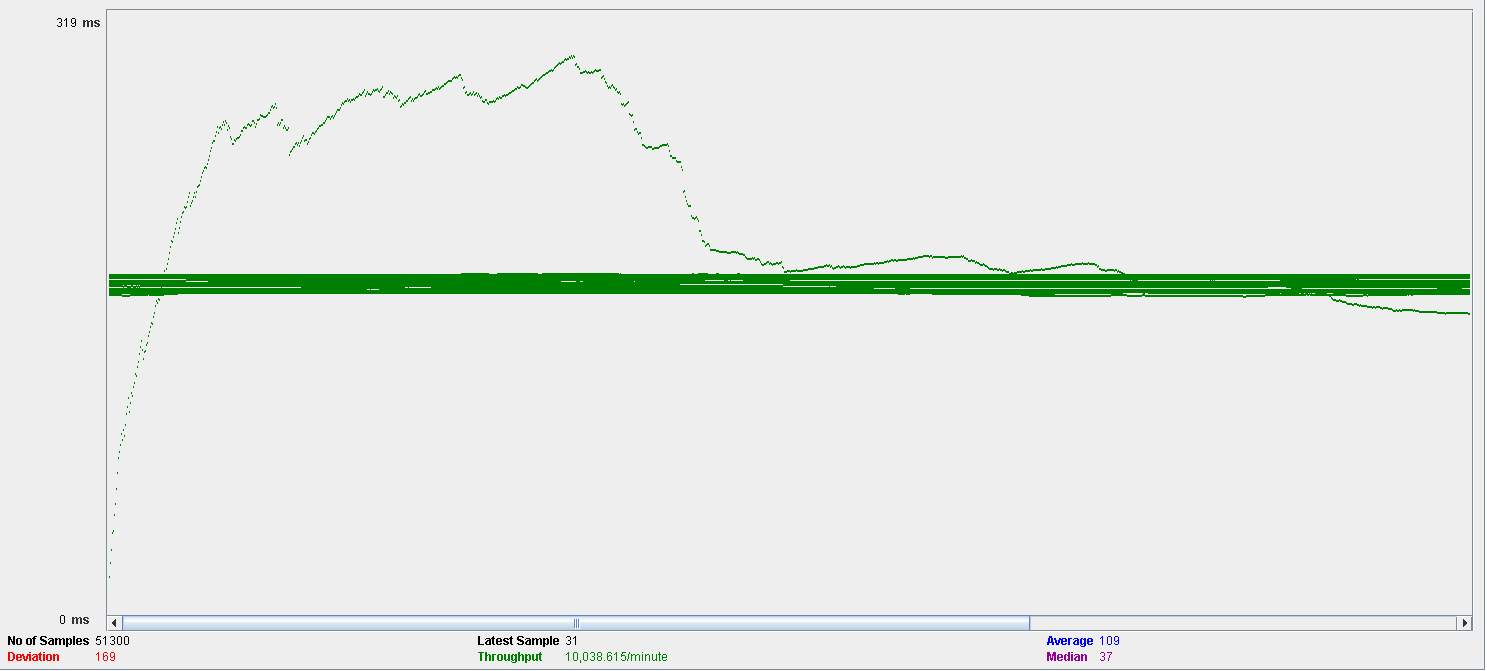 319 ms
0 ms
No of Samples 51300 Latest Sample 31 Average 109
Deviation 169 Throughput 10,038.615/minute Median 37